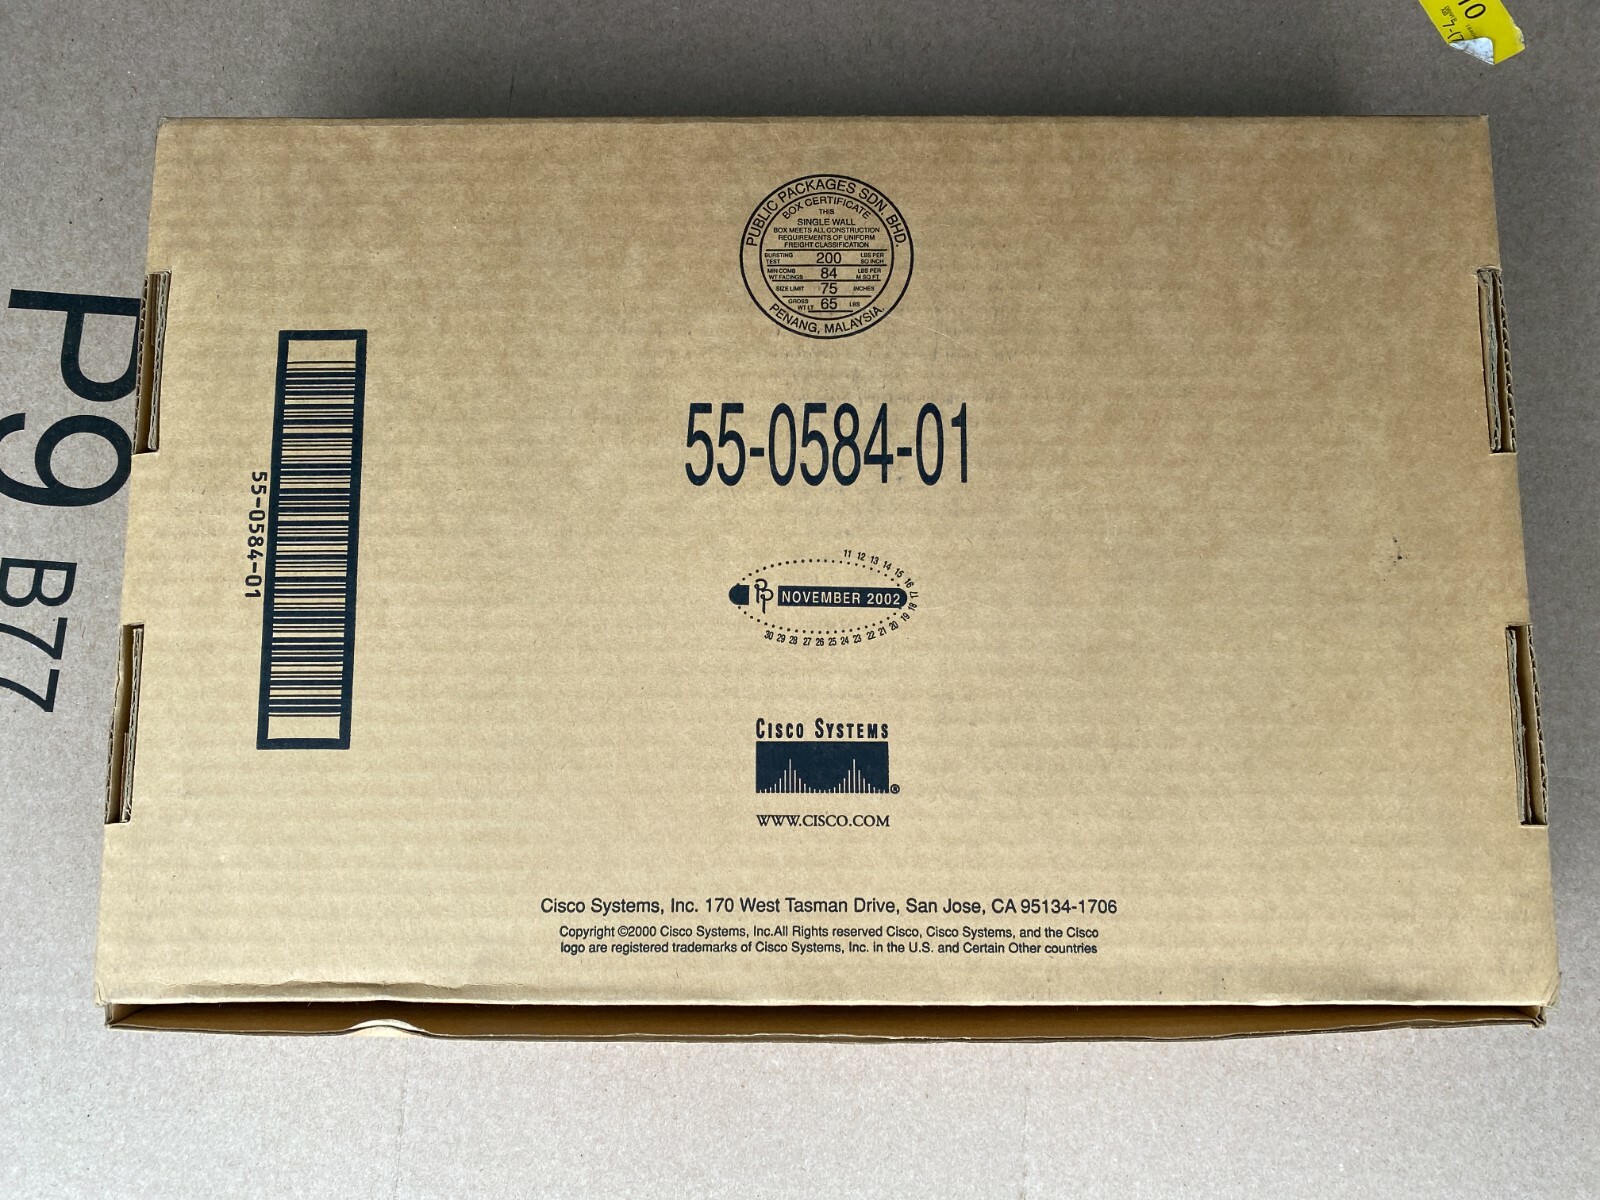 10
7-17
PUBLIC PACKAGES SDN. BHD.
BOX CERTIFICATE
THIS
SINGLE WALL
BOX MEETS ALL CONSTRUCTION
REQUIREMENTS OF UNIFORM
FREIGHT CLASSIFICATION
BURSTING TEST 200 LBS PER SQ INCH
MIN COMB WT FACINGS 84 LBS PER M SQ FT
SIZE LIMIT 75 INCHES
GROSS WT LT 65 LBS
PENANG, MALAYSIA.
P9 B77
55-0584-01
55-0584-01
11 12 13 14 15 16 17 18 19 20 21 22 23 24 25 26 27 28 29 30
PP NOVEMBER 2002
CISCO SYSTEMS
®
WWW.CISCO.COM
Cisco Systems, Inc. 170 West Tasman Drive, San Jose, CA 95134-1706
Copyright ©2000 Cisco Systems, Inc.All Rights reserved Cisco, Cisco Systems, and the Cisco
logo are registered trademarks of Cisco Systems, Inc. in the U.S. and Certain Other countries